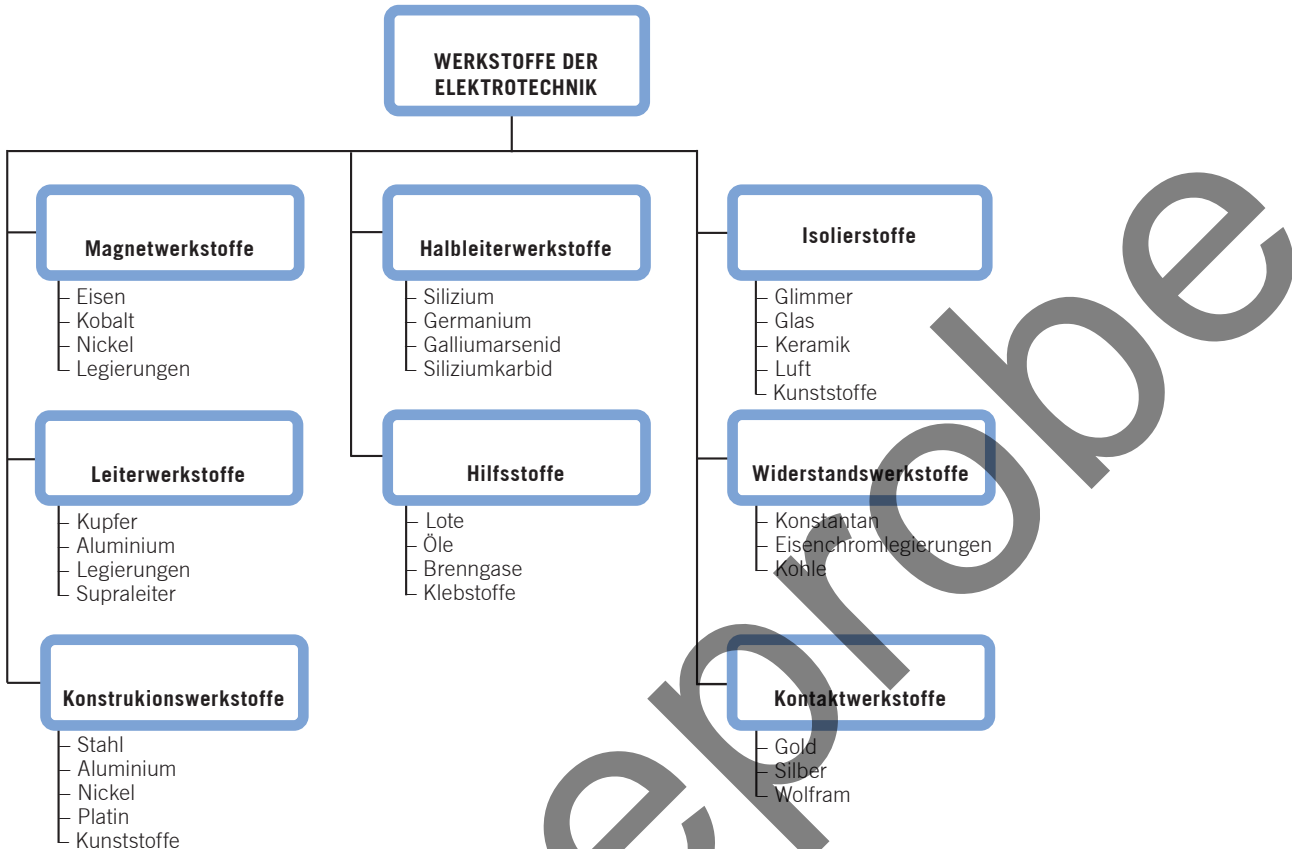 WERKSTOFFE DER
ELEKTROTECHNIK
Magnetwerkstoffe
– Eisen
– Kobalt
– Nickel
– Legierungen
Halbleiterwerkstoffe
– Silizium
– Germanium
– Galliumarsenid
– Siliziumkarbid
Isolierstoffe
– Glimmer
– Glas
– Keramik
– Luft
– Kunststoffe
Leiterwerkstoffe
– Kupfer
– Aluminium
– Legierungen
– Supraleiter
Hilfsstoffe
– Lote
– Öle
– Brenngase
– Klebstoffe
Widerstandswerkstoffe
– Konstantan
– Eisenchromlegierungen
– Kohle
Konstrukionswerkstoffe
– Stahl
– Aluminium
– Nickel
– Platin
– Kunststoffe
Kontaktwerkstoffe
– Gold
– Silber
– Wolfram
eprobe